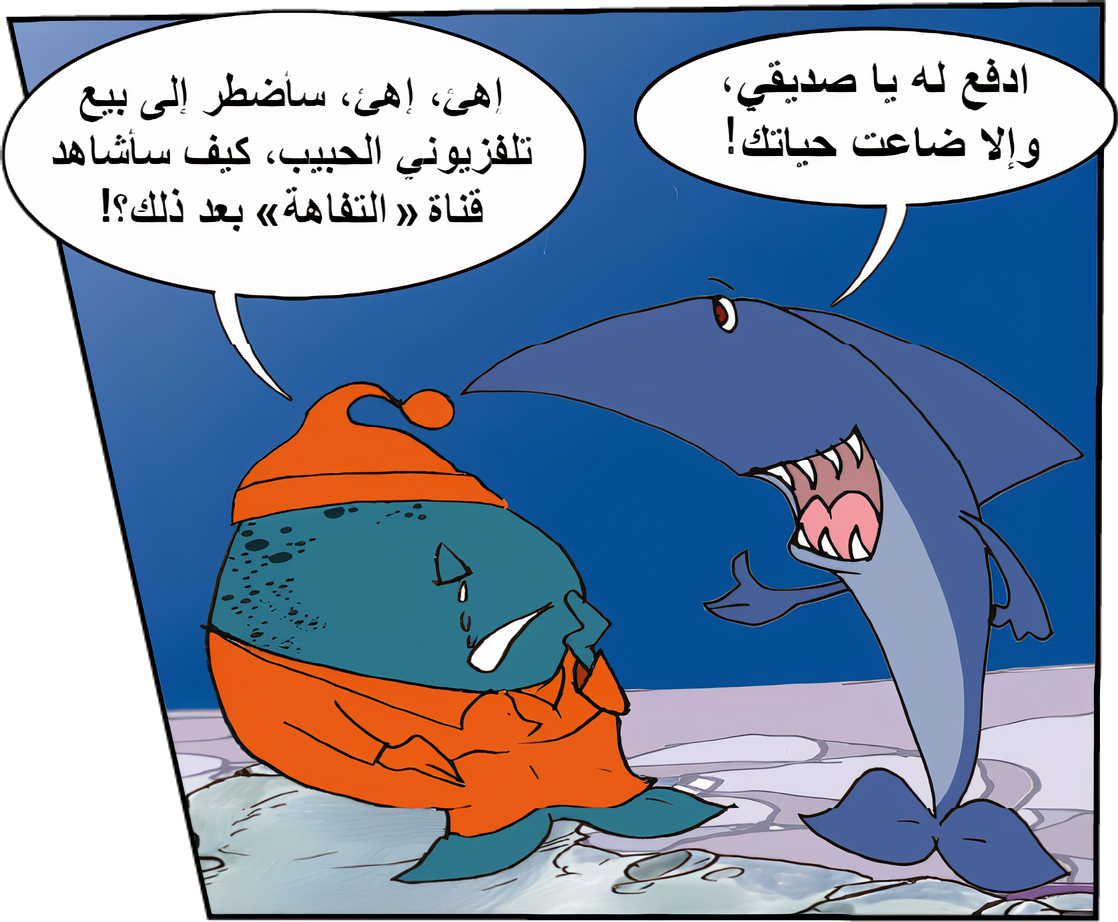 ادفع له يا صديقي،
وإلا ضاعت حياتك!
إهئ، إهئ، سأضطر إلى بيع
تلفزيوني الحبيب، كيف سأشاهد
قناة «التفاهة» بعد ذلك؟!